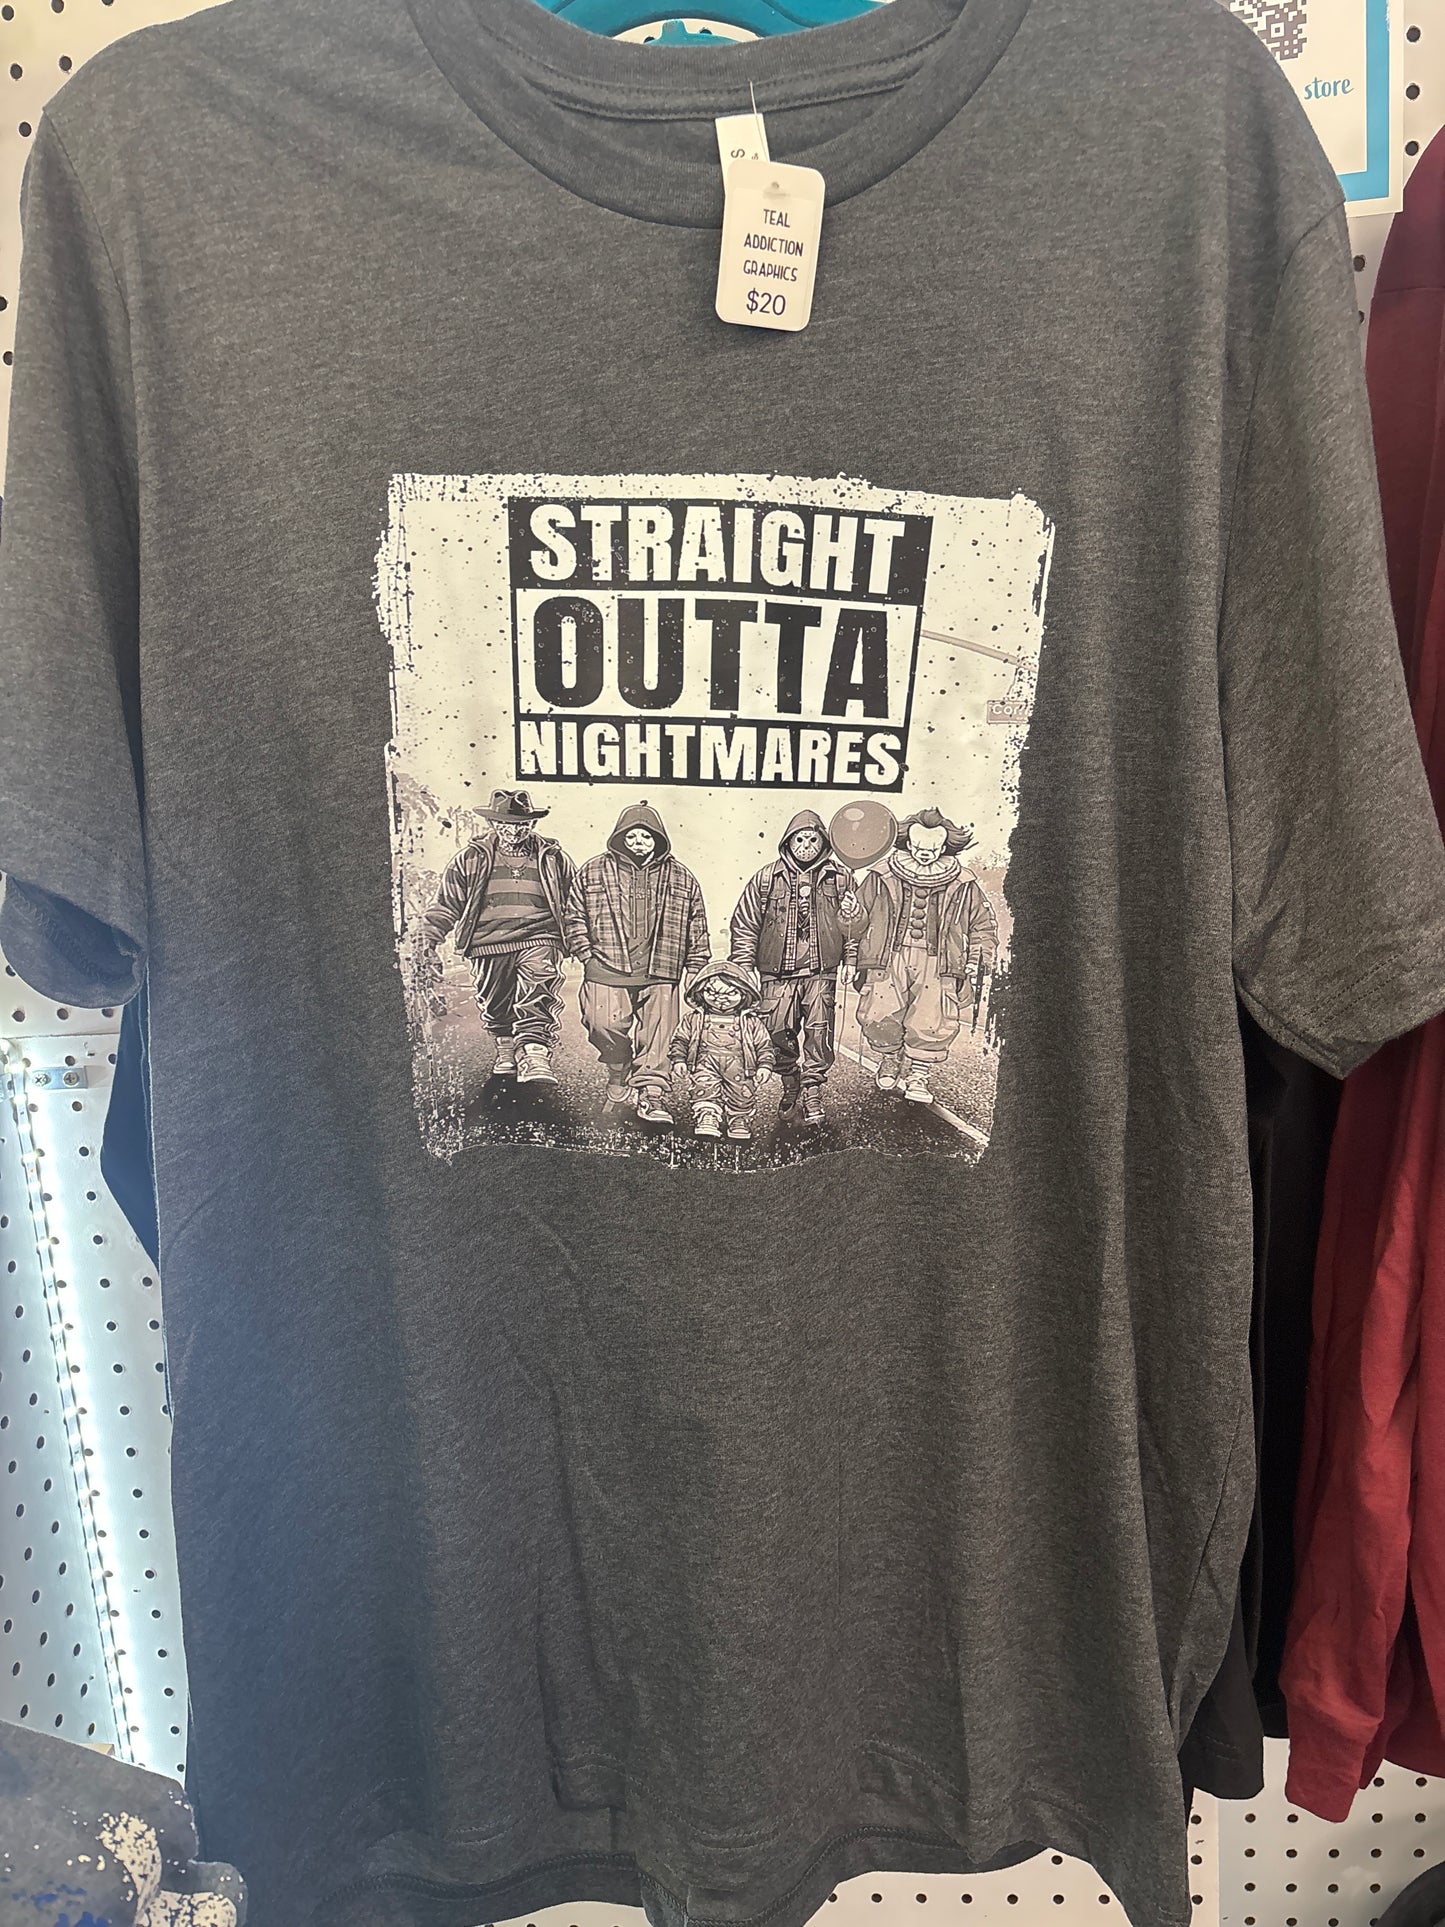 store
TEAL
ADDICTION
GRAPHICS
$20
STRAIGHT
OUTTA
NIGHTMARES